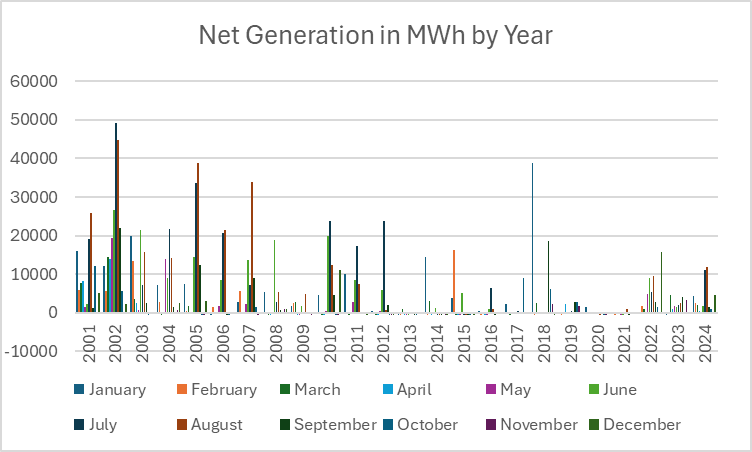 Net Generation in MWh by Year
60000
50000
40000
30000
20000
10000
0
-10000
2001 2002 2003 2004 2005 2006 2007 2008 2009 2010 2011 2012 2013 2014 2015 2016 2017 2018 2019 2020 2021 2022 2023 2024
January February March April May June
July August September October November December